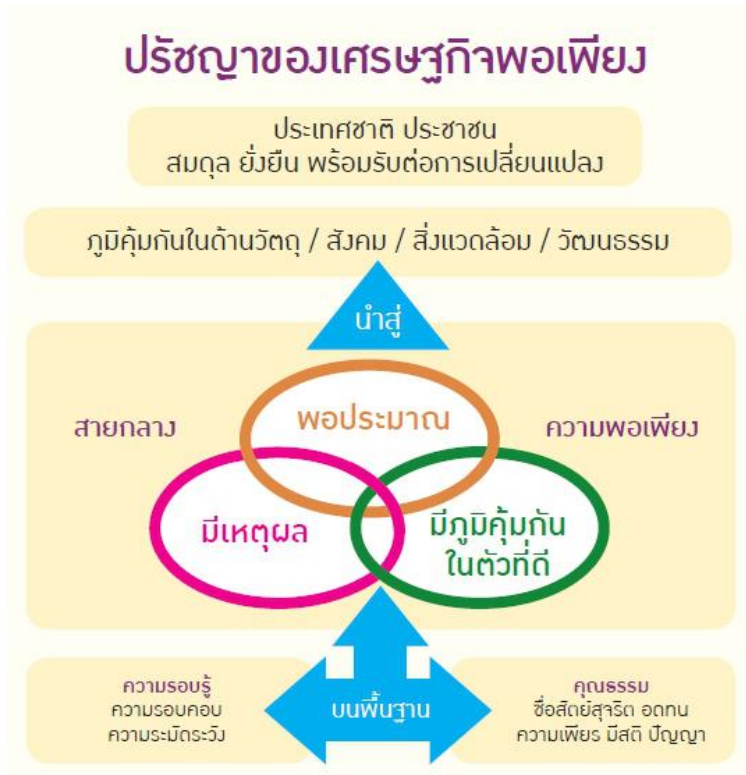 ปรัชญาของเศรษฐกิจพอเพียง
ประเทศชาติ ประชาชน
สมดุล ยั่งยืน พร้อมรับต่อการเปลี่ยนแปลง
ภูมิคุ้มกันในด้านวัตถุ / สังคม / สิ่งแวดล้อม / วัฒนธรรม
นำสู่
พอประมาณ
สายกลาง
ความพอเพียง
มีเหตุผล
มีภูมิคุ้มกัน
ในตัวที่ดี
ความรอบรู้
ความรอบคอบ
ความระมัดระวัง
บนพื้นฐาน
คุณธรรม
ซื่อสัตย์สุจริต อดทน
ความเพียร มีสติ ปัญญา